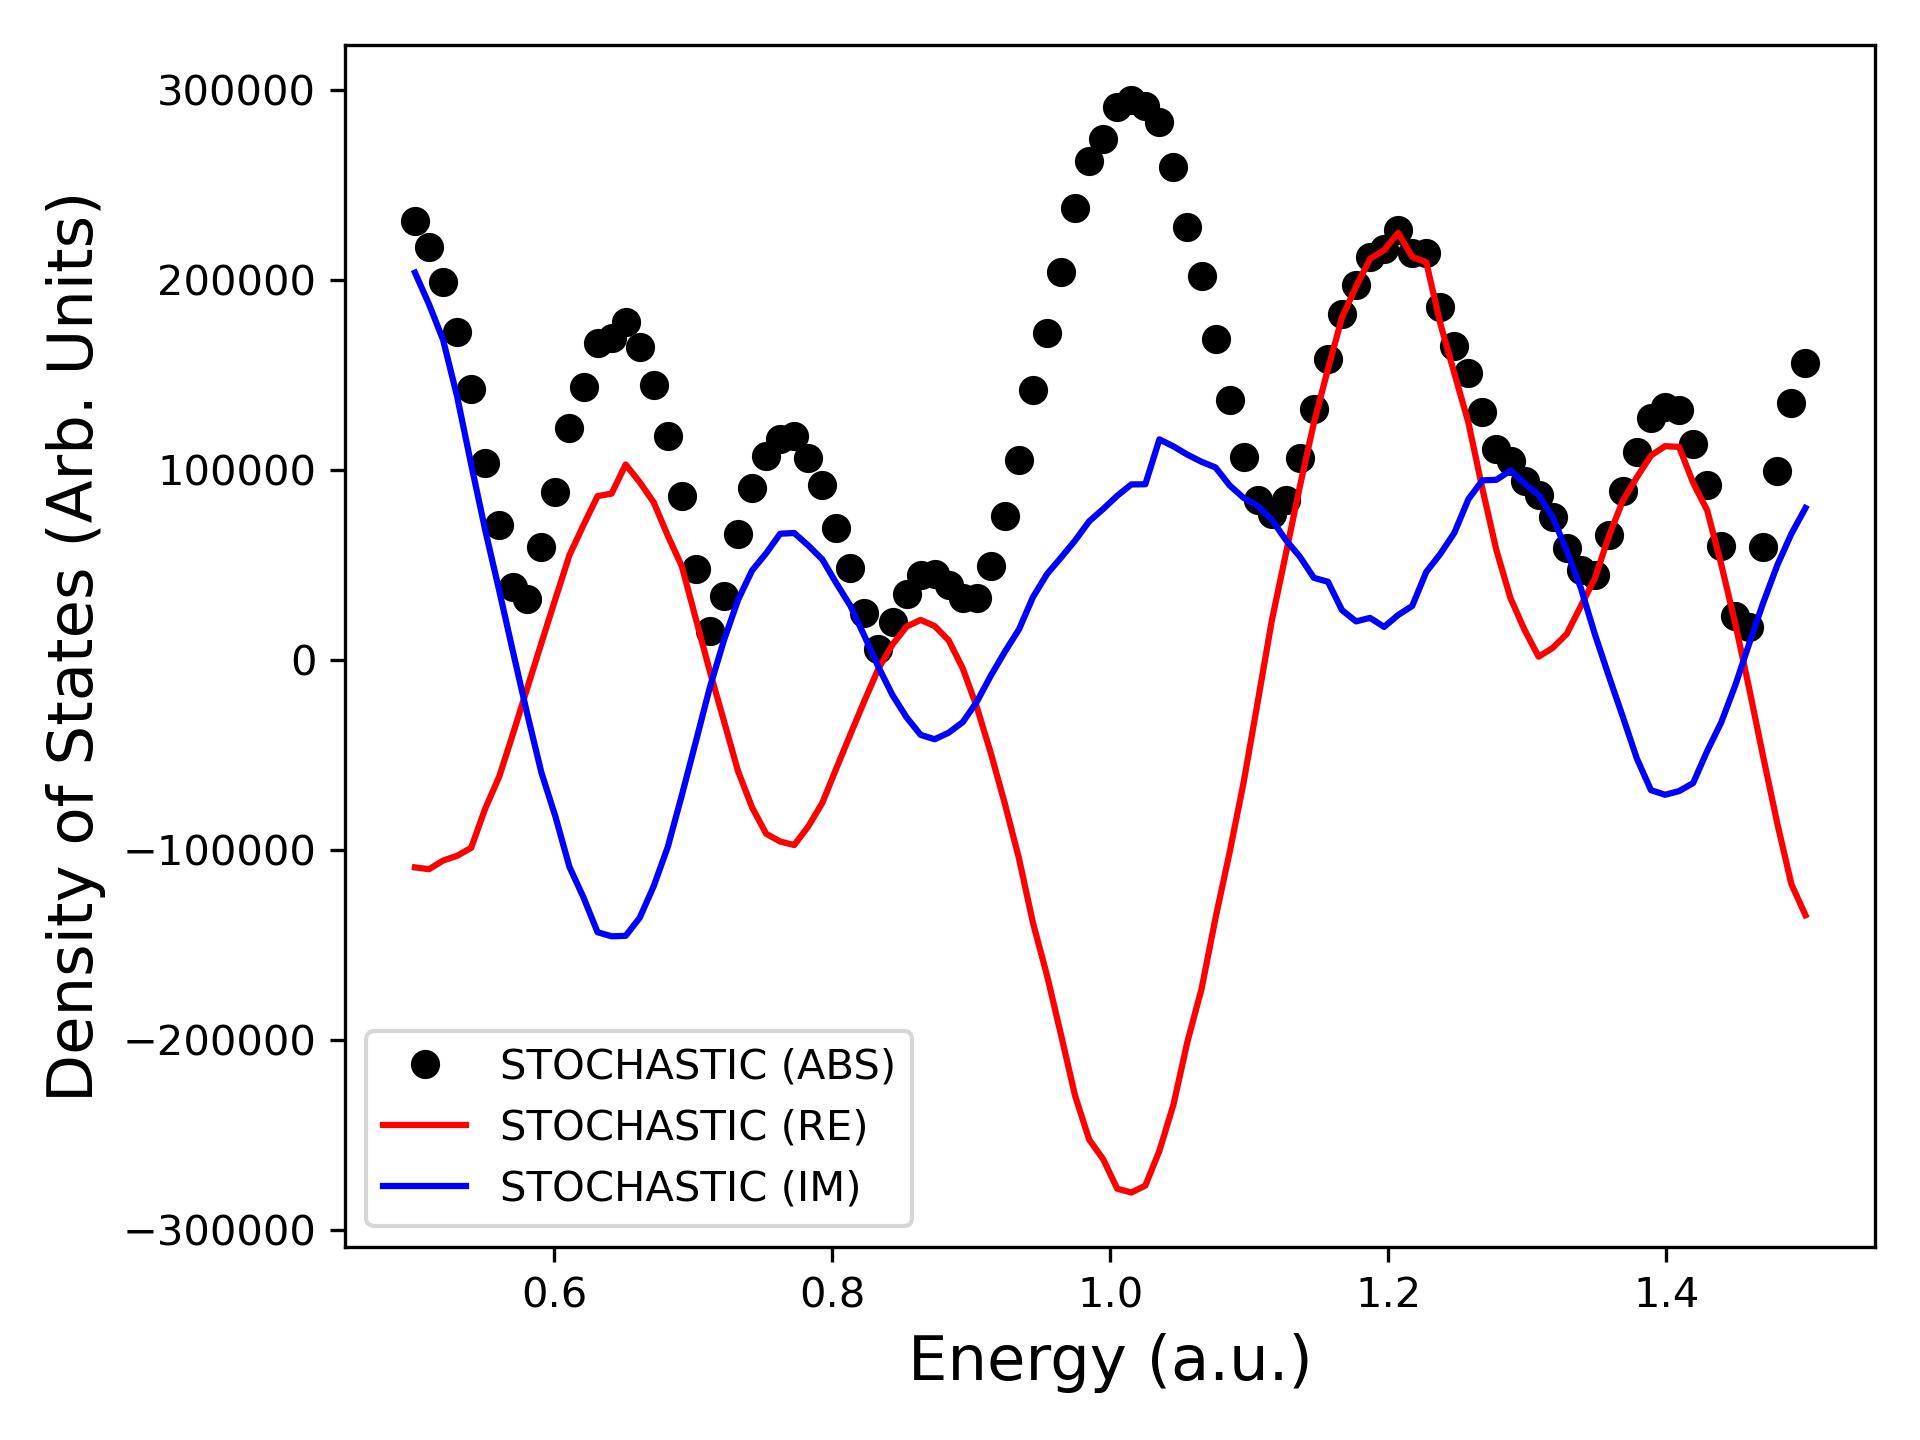 Density of States (Arb. Units)
300000
200000
100000
0
−100000
−200000
−300000
STOCHASTIC (ABS)
STOCHASTIC (RE)
STOCHASTIC (IM)
0.6 0.8 1.0 1.2 1.4
Energy (a.u.)